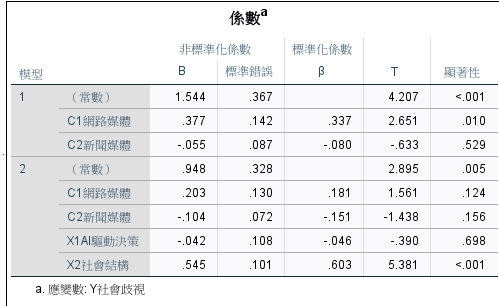 係數a
非標準化係數 標準化係數
模型 B 標準錯誤 β T 顯著性
1 （常數） 1.544 .367 4.207 <.001
C1網路媒體 .377 .142 .337 2.651 .010
C2新聞媒體 -.055 .087 -.080 -.633 .529
2 （常數） .948 .328 2.895 .005
C1網路媒體 .203 .130 .181 1.561 .124
C2新聞媒體 -.104 .072 -.151 -1.438 .156
X1AI驅動決策 -.042 .108 -.046 -.390 .698
X2社會結構 .545 .101 .603 5.381 <.001
a. 應變數: Y社會歧視